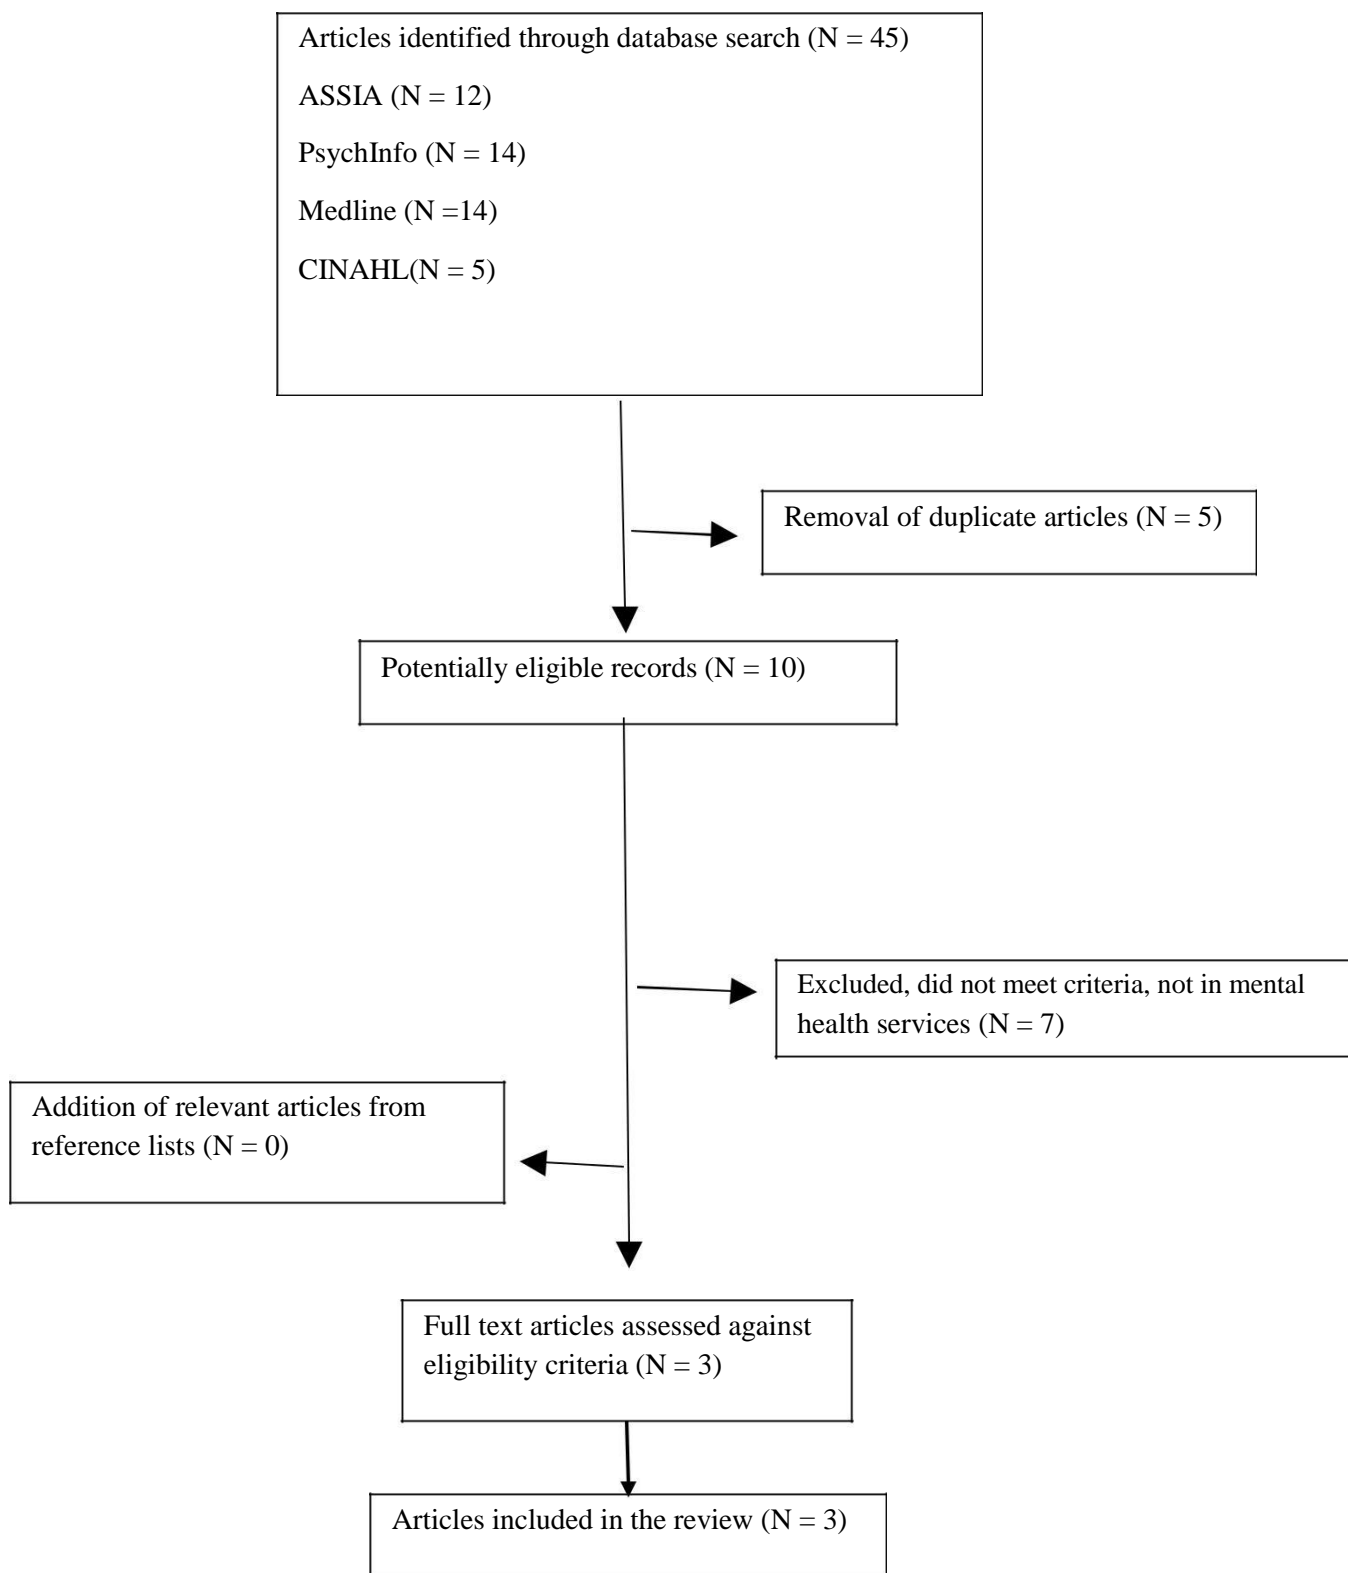 Articles identified through database search (N = 45)
ASSIA (N = 12)
PsychInfo (N = 14)
Medline (N =14)
CINAHL(N = 5)
Removal of duplicate articles (N = 5)
Potentially eligible records (N = 10)
Excluded, did not meet criteria, not in mental
health services (N = 7)
Addition of relevant articles from
reference lists (N = 0)
Full text articles assessed against
eligibility criteria (N = 3)
Articles included in the review (N = 3)